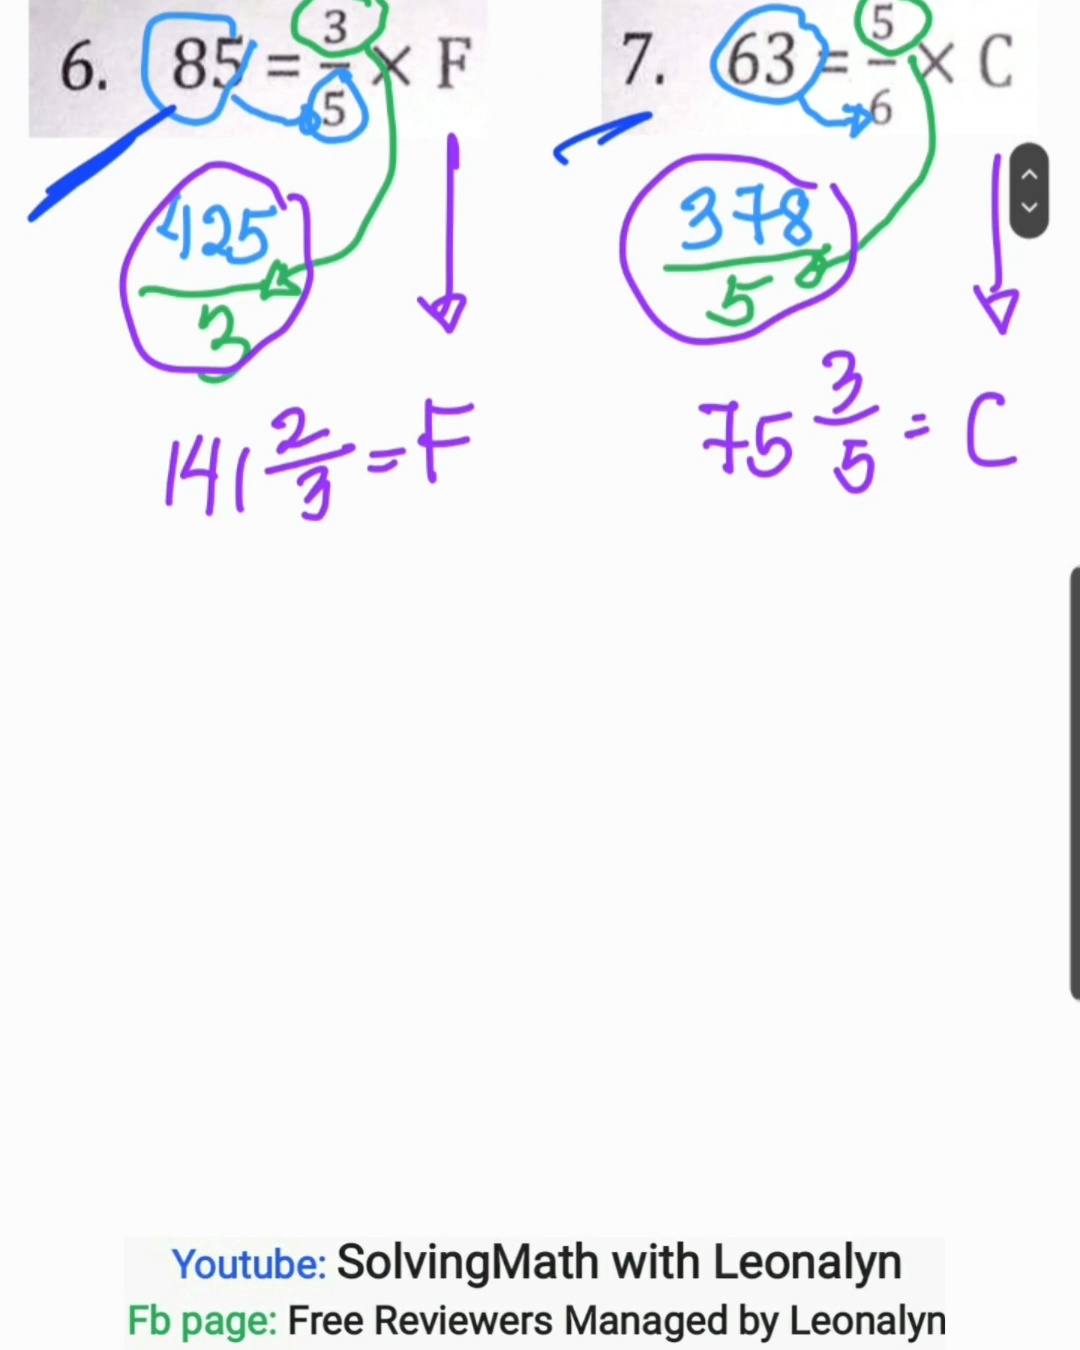 6. 85 = 3/5 × F
425/3
141 2/3 = F
7. 63 = 5/6 × C
378/5
75 3/5 = C
Youtube: SolvingMath with Leonalyn
Fb page: Free Reviewers Managed by Leonalyn